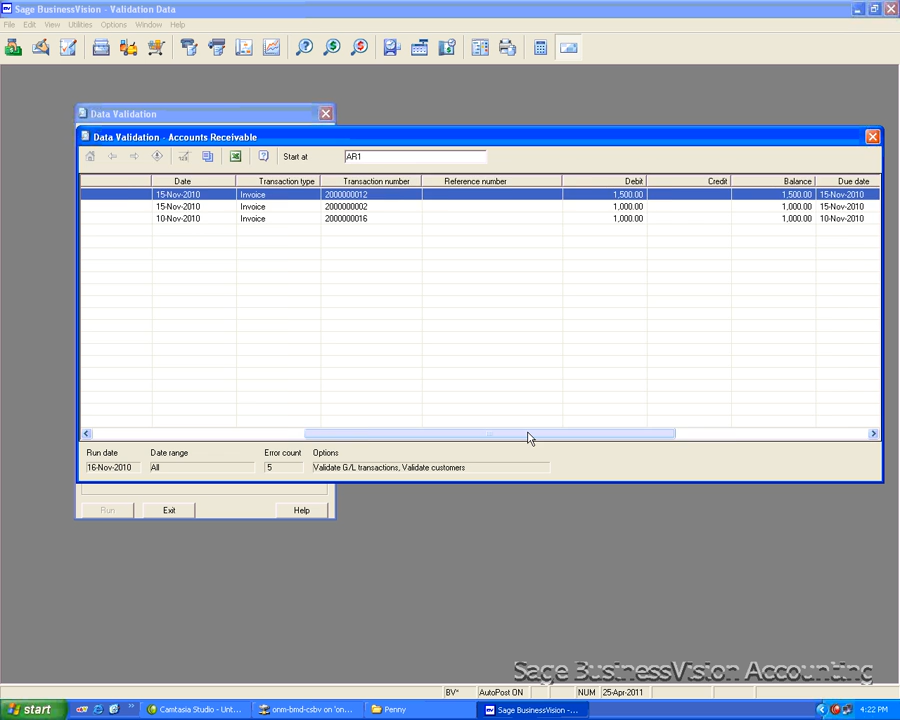 Sage BusinessVision - Validation Data
File Edit View Utilities Options Window Help
Data Validation
Data Validation - Accounts Receivable
Start at AR1
Date Transaction type Transaction number Reference number Debit Credit Balance Due date
15-Nov-2010 Invoice 2000000012 1,500.00 1,500.00 15-Nov-2010
15-Nov-2010 Invoice 2000000002 1,000.00 1,000.00 15-Nov-2010
10-Nov-2010 Invoice 2000000016 1,000.00 1,000.00 10-Nov-2010
Run date Date range Error count Options
16-Nov-2010 All 5 Validate G/L transactions, Validate customers
Run Exit Help
Sage BusinessVision Accounting
BV* AutoPost ON NUM 25-Apr-2011
start Camtasia Studio - Unt... onm-bmd-csbv on 'on... Penny Sage BusinessVision -... 4:22 PM